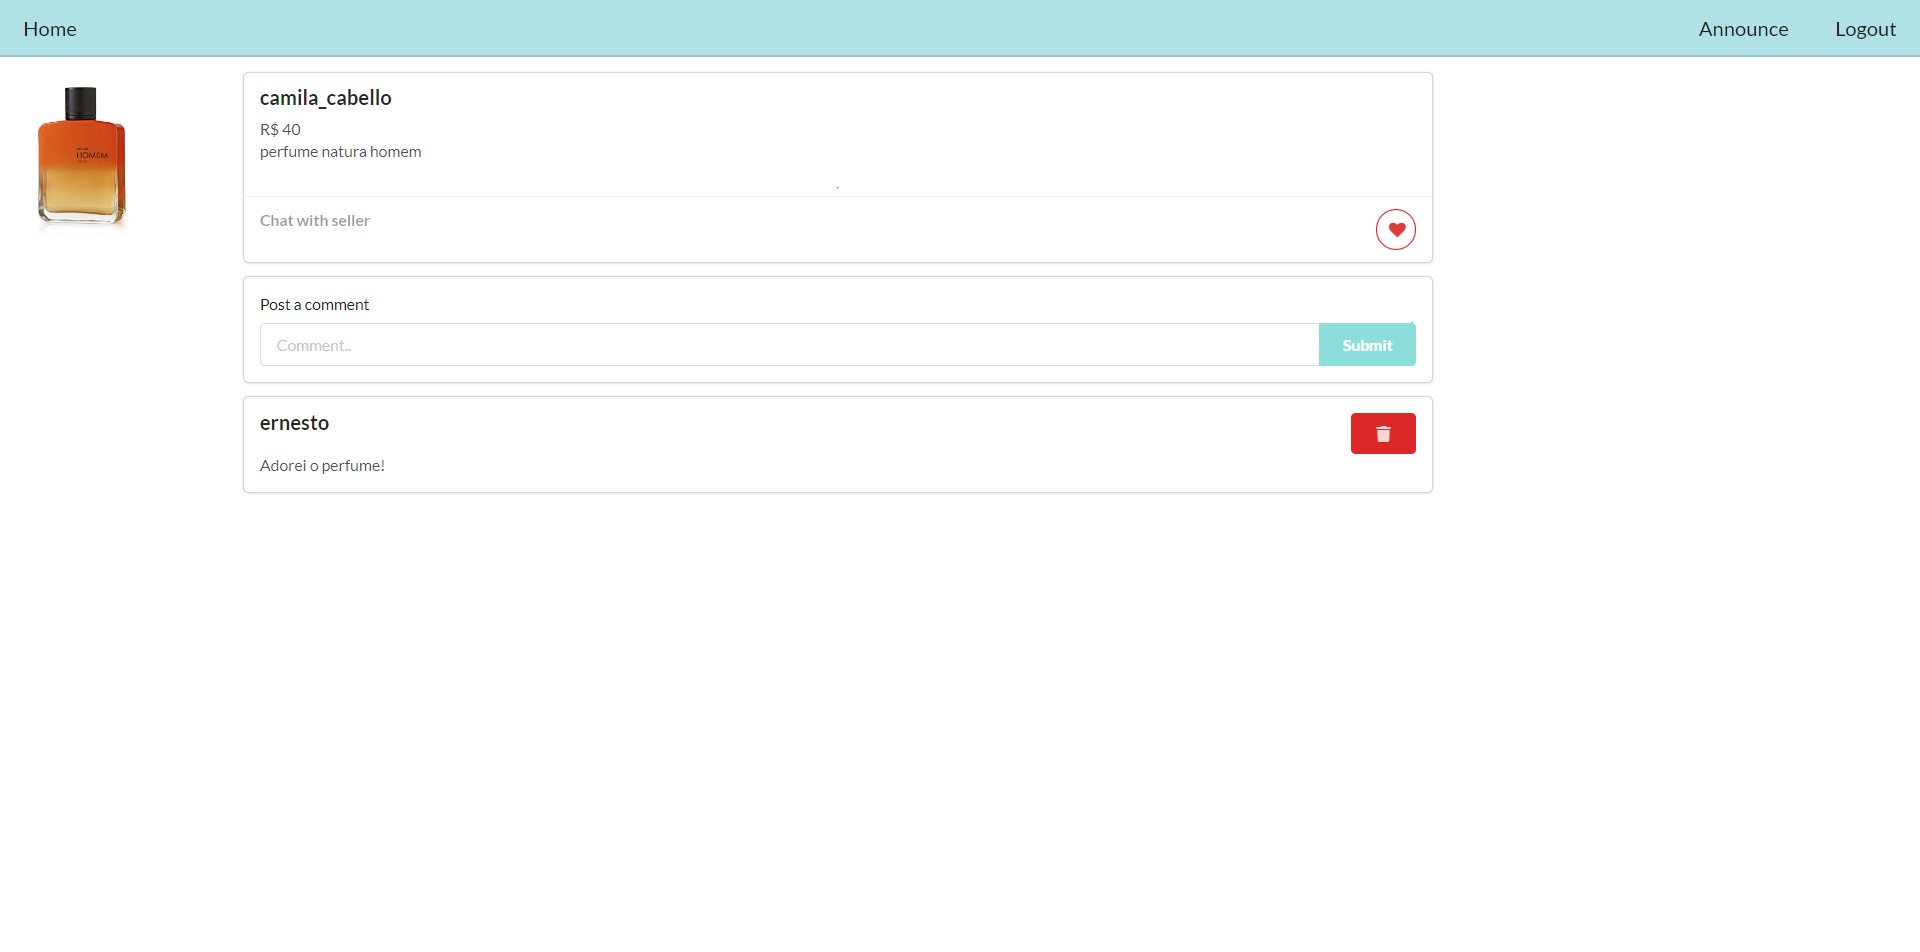 Home
Announce
Logout
HOMEM
camila_cabello
R$ 40
perfume natura homem
Chat with seller
Post a comment
Comment..
Submit
ernesto
Adorei o perfume!